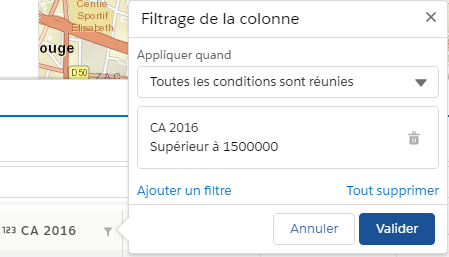 Centre
Sportif
Elisabeth
ouge
D50
Z.A.C.
Filtrage de la colonne
Appliquer quand
Toutes les conditions sont réunies
CA 2016
Supérieur à 1500000
Ajouter un filtre Tout supprimer
123 CA 2016
Annuler Valider